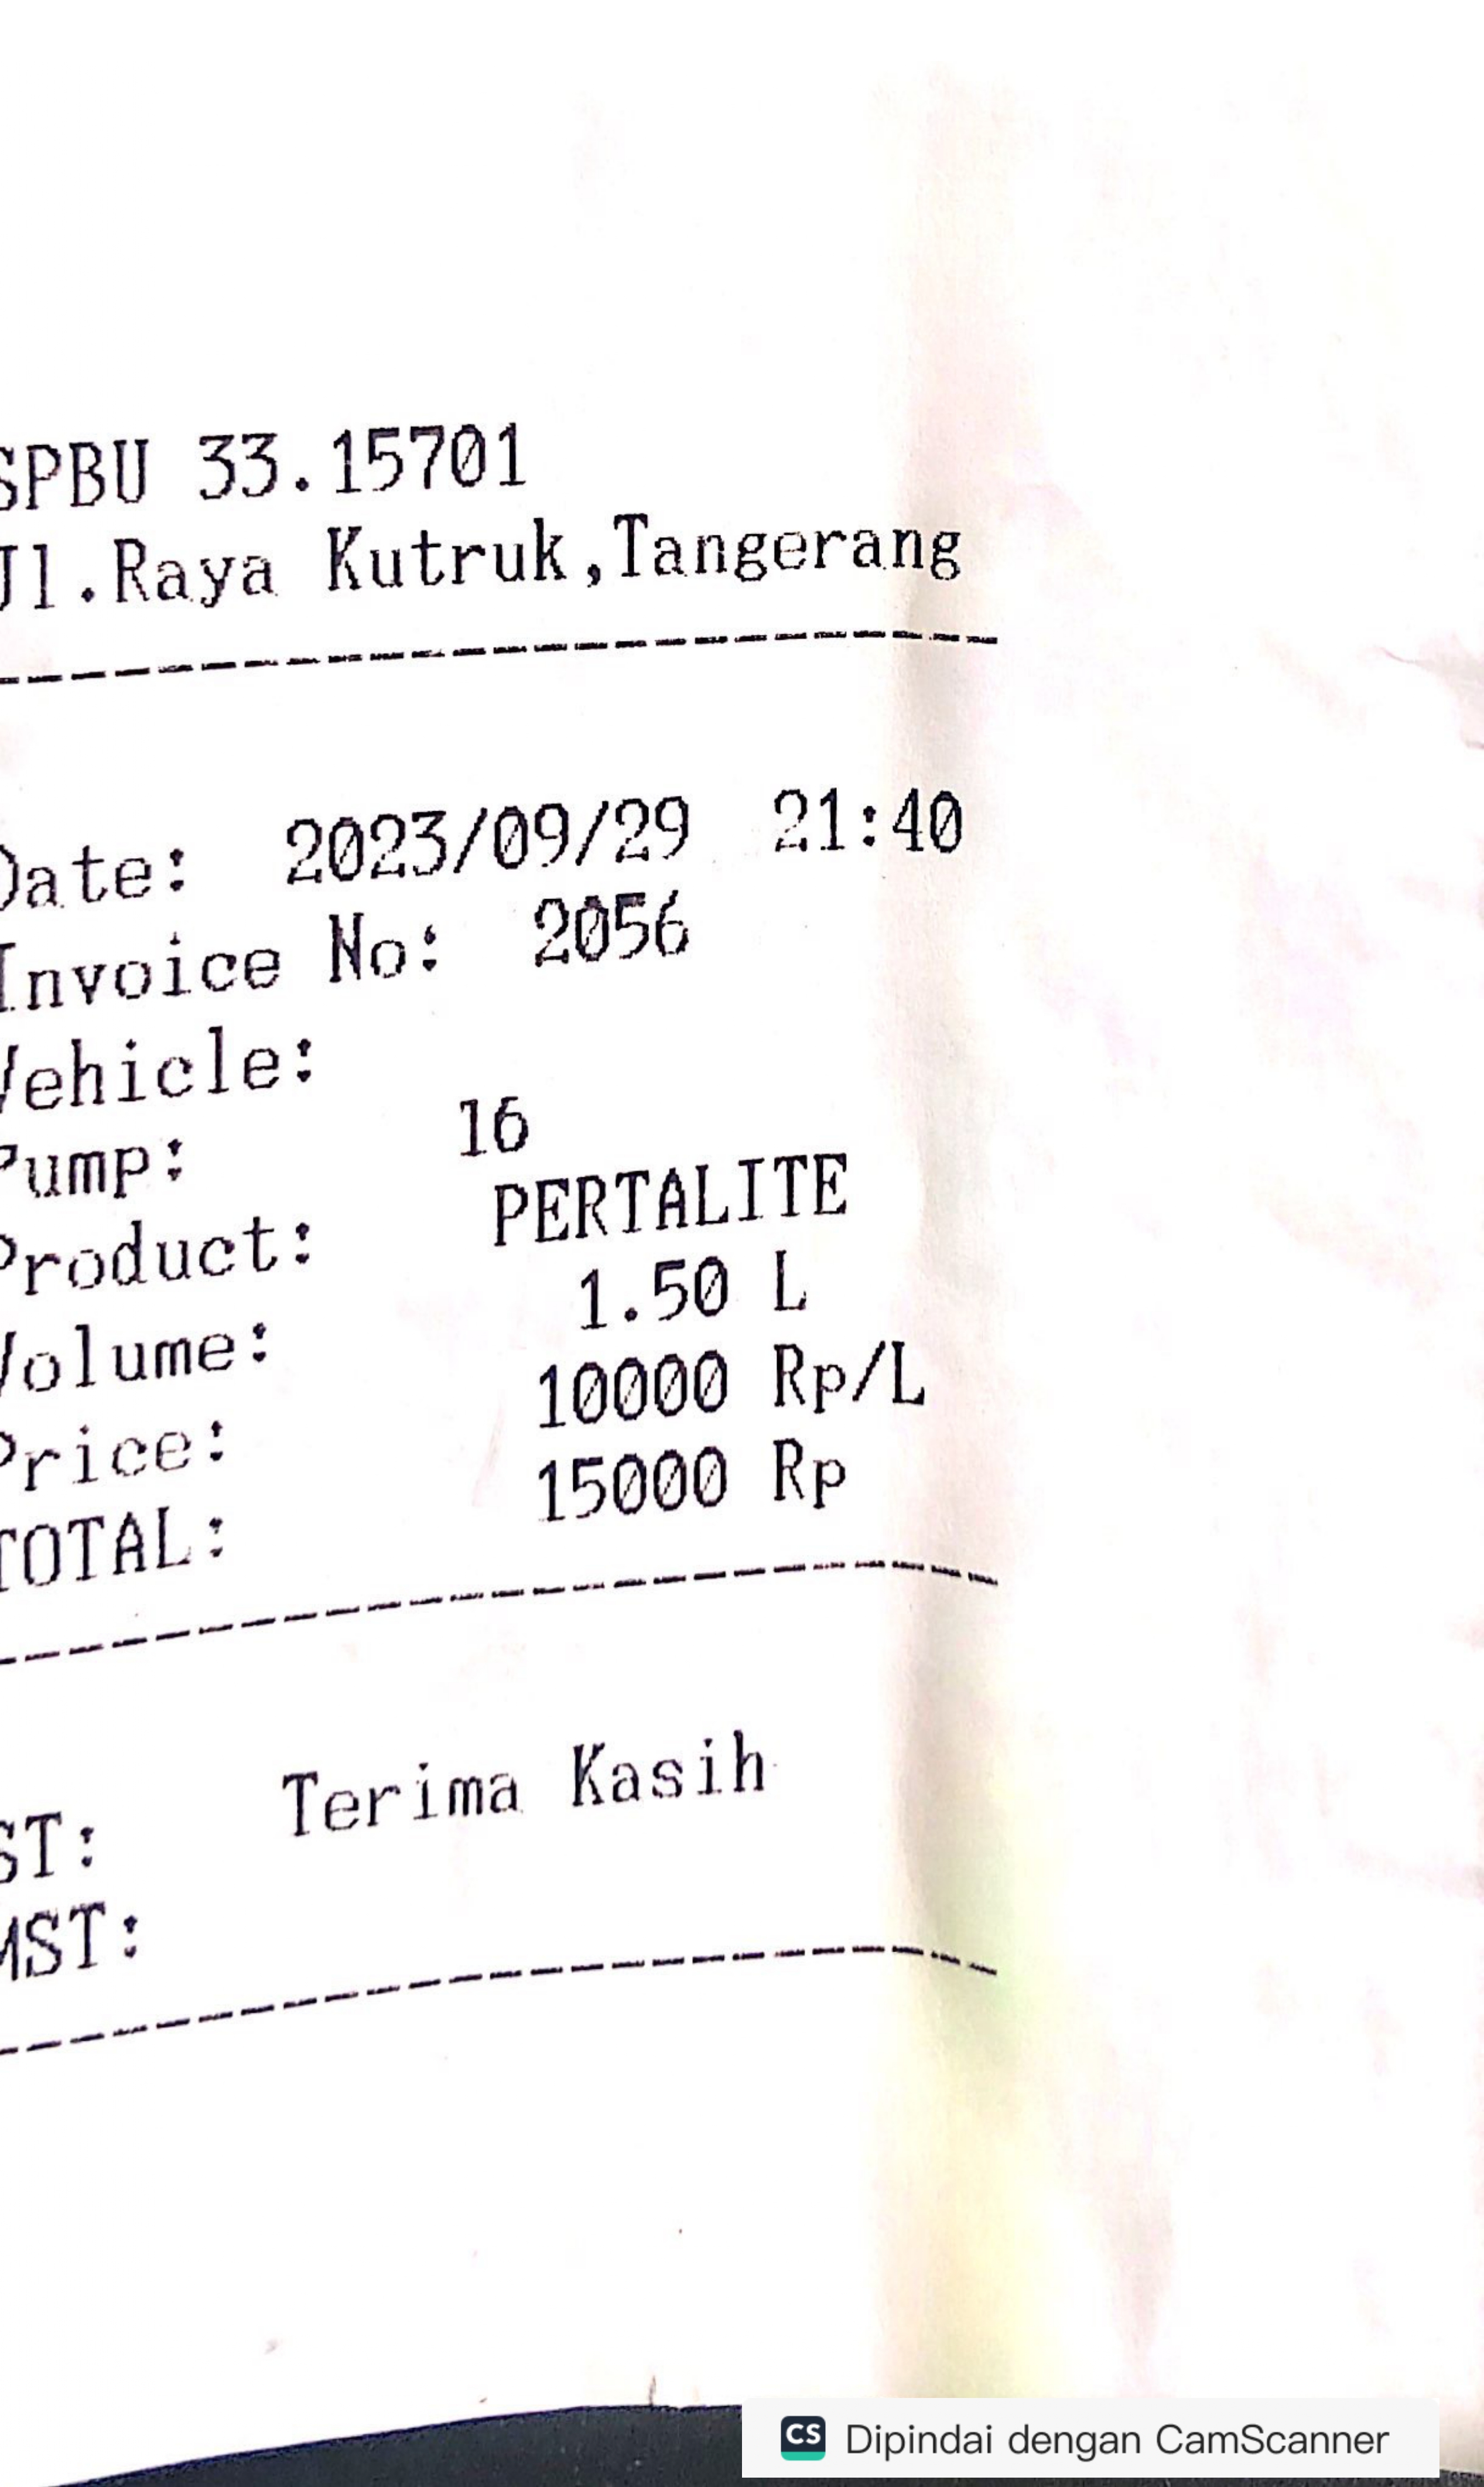 SPBU 33.15701
Jl.Raya Kutruk,Tangerang
Date: 2023/09/29 21:40
Invoice No: 2056
Vehicle:
Pump: 16
Product: PERTALITE
Volume: 1.50 L
Price: 10000 Rp/L
TOTAL: 15000 Rp
Terima Kasih
ST:
MST:
CS Dipindai dengan CamScanner